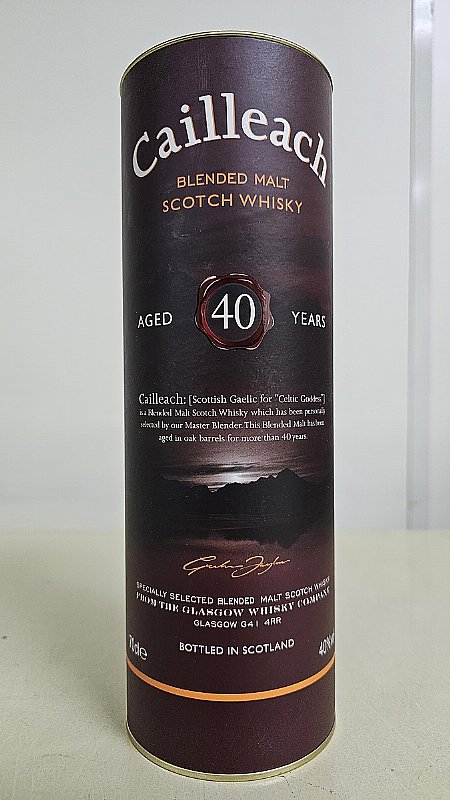 Cailleach
BLENDED MALT
SCOTCH WHISKY
AGED 40 YEARS
Cailleach: [Scottish Gaelic for "Celtic Goddess"]
is a Blended Malt Scotch Whisky which has been personally
selected by our Master Blender. This Blended Malt has been
aged in oak barrels for more than 40 years.
SPECIALLY SELECTED BLENDED MALT SCOTCH WHISKY
FROM THE GLASGOW WHISKY COMPANY
GLASGOW G41 4RR
70cl℮ BOTTLED IN SCOTLAND 40%